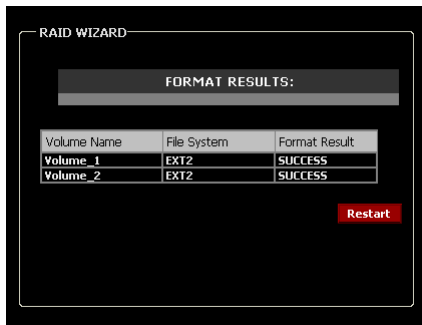 RAID WIZARD
FORMAT RESULTS:
Volume Name File System Format Result
Volume_1 EXT2 SUCCESS
Volume_2 EXT2 SUCCESS
Restart